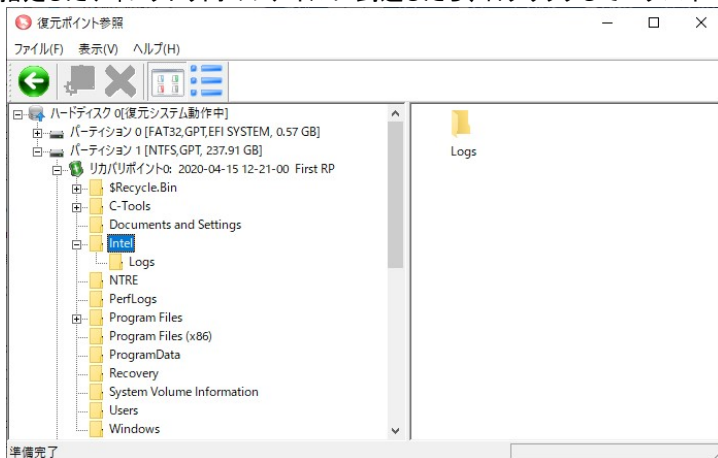 復元ポイント参照
ファイル(F) 表示(V) ヘルプ(H)
ハードディスク 0[復元システム動作中]
パーティション 0 [FAT32,GPT,EFI SYSTEM, 0.57 GB]
パーティション 1 [NTFS,GPT, 237.91 GB]
リカバリポイント0: 2020-04-15 12-21-00 First RP
$Recycle.Bin
C-Tools
Documents and Settings
Intel
Logs
NTRE
PerfLogs
Program Files
Program Files (x86)
ProgramData
Recovery
System Volume Information
Users
Windows
Logs
準備完了